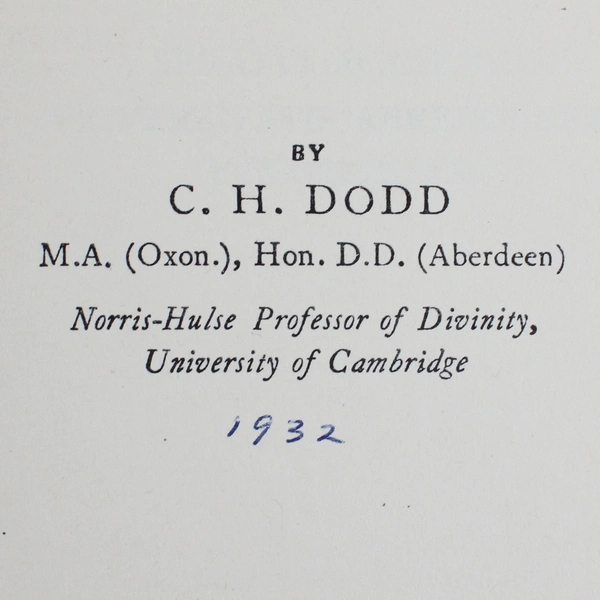 BY
C. H. DODD
M.A. (Oxon.), Hon. D.D. (Aberdeen)
Norris-Hulse Professor of Divinity,
University of Cambridge
1932